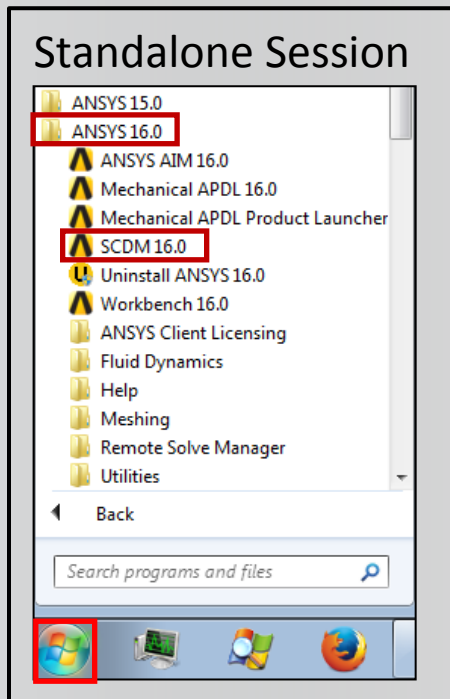 Standalone Session
ANSYS 15.0
ANSYS 16.0
ANSYS AIM 16.0
Mechanical APDL 16.0
Mechanical APDL Product Launcher
SCDM 16.0
Uninstall ANSYS 16.0
Workbench 16.0
ANSYS Client Licensing
Fluid Dynamics
Help
Meshing
Remote Solve Manager
Utilities
Back
Search programs and files